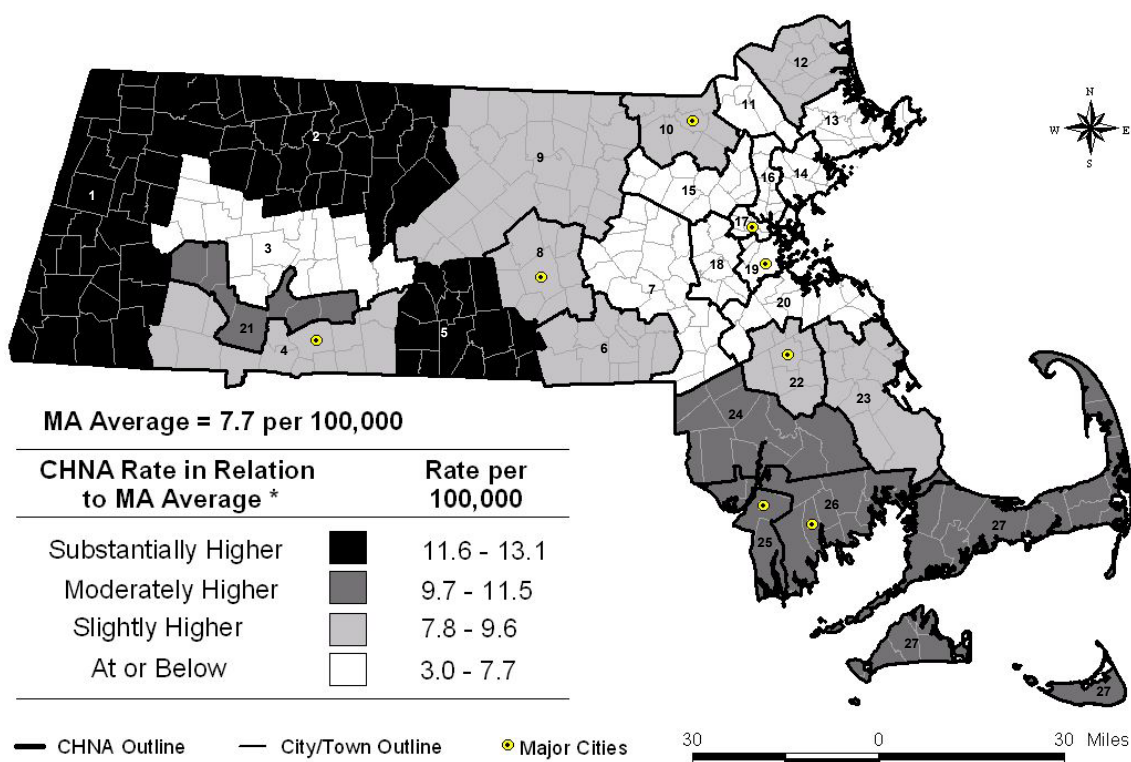 12
11
13
10
2
9
16
14
15
1
17
3
8
18
19
7
20
21
5
4
6
22
23
24
26
27
25
27
27
N
W E
S
MA Average = 7.7 per 100,000
CHNA Rate in Relation to MA Average *
Rate per 100,000
Substantially Higher 11.6 - 13.1
Moderately Higher 9.7 - 11.5
Slightly Higher 7.8 - 9.6
At or Below 3.0 - 7.7
CHNA Outline City/Town Outline Major Cities
30 0 30 Miles